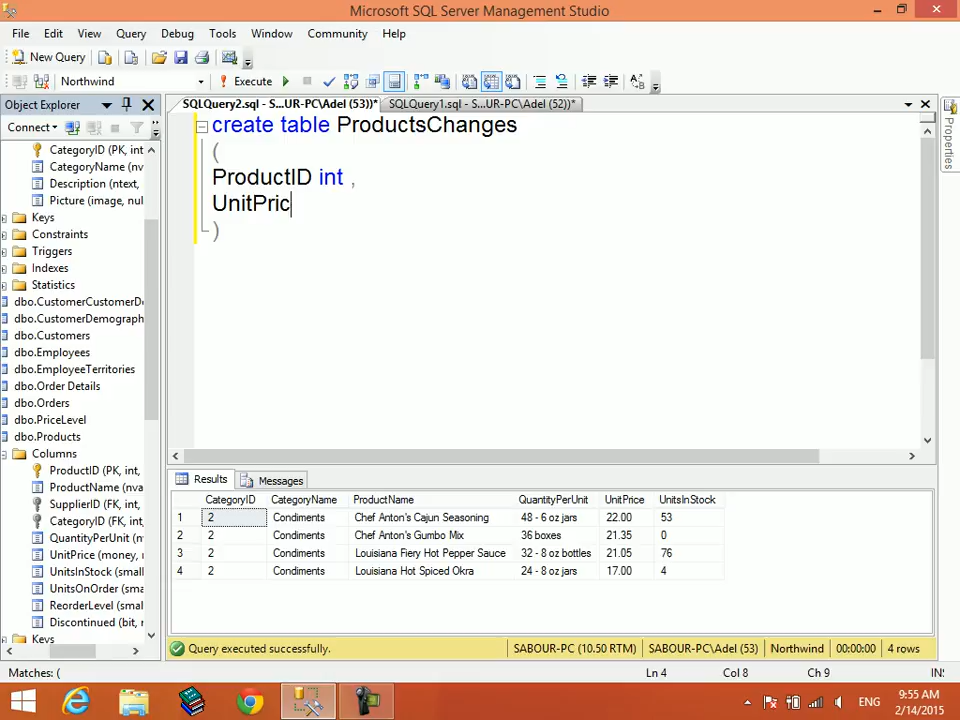 Microsoft SQL Server Management Studio
File Edit View Query Debug Tools Window Community Help
New Query
Northwind Execute
Object Explorer
SQLQuery2.sql - S...UR-PC\Adel (53))* SQLQuery1.sql - S...UR-PC\Adel (52))*
Connect
CategoryID (PK, int
CategoryName (nv
Description (ntext,
Picture (image, nul
Keys
Constraints
Triggers
Indexes
Statistics
dbo.CustomerCustomerD
dbo.CustomerDemograph
dbo.Customers
dbo.Employees
dbo.EmployeeTerritories
dbo.Order Details
dbo.Orders
dbo.PriceLevel
dbo.Products
Columns
ProductID (PK, int,
ProductName (nva
SupplierID (FK, int,
CategoryID (FK, int,
QuantityPerUnit (n
UnitPrice (money,
UnitsInStock (small
UnitsOnOrder (sma
ReorderLevel (smal
Discontinued (bit, r
Keys
create table ProductsChanges
(
ProductID int ,
UnitPric
)
Properties
Results Messages
CategoryID CategoryName ProductName QuantityPerUnit UnitPrice UnitsInStock
1 2 Condiments Chef Anton's Cajun Seasoning 48 - 6 oz jars 22.00 53
2 2 Condiments Chef Anton's Gumbo Mix 36 boxes 21.35 0
3 2 Condiments Louisiana Fiery Hot Pepper Sauce 32 - 8 oz bottles 21.05 76
4 2 Condiments Louisiana Hot Spiced Okra 24 - 8 oz jars 17.00 4
Query executed successfully. SABOUR-PC (10.50 RTM) SABOUR-PC\Adel (53) Northwind 00:00:00 4 rows
Matches: ( Ln 4 Col 8 Ch 9 INS
ENG
9:55 AM
2/14/2015